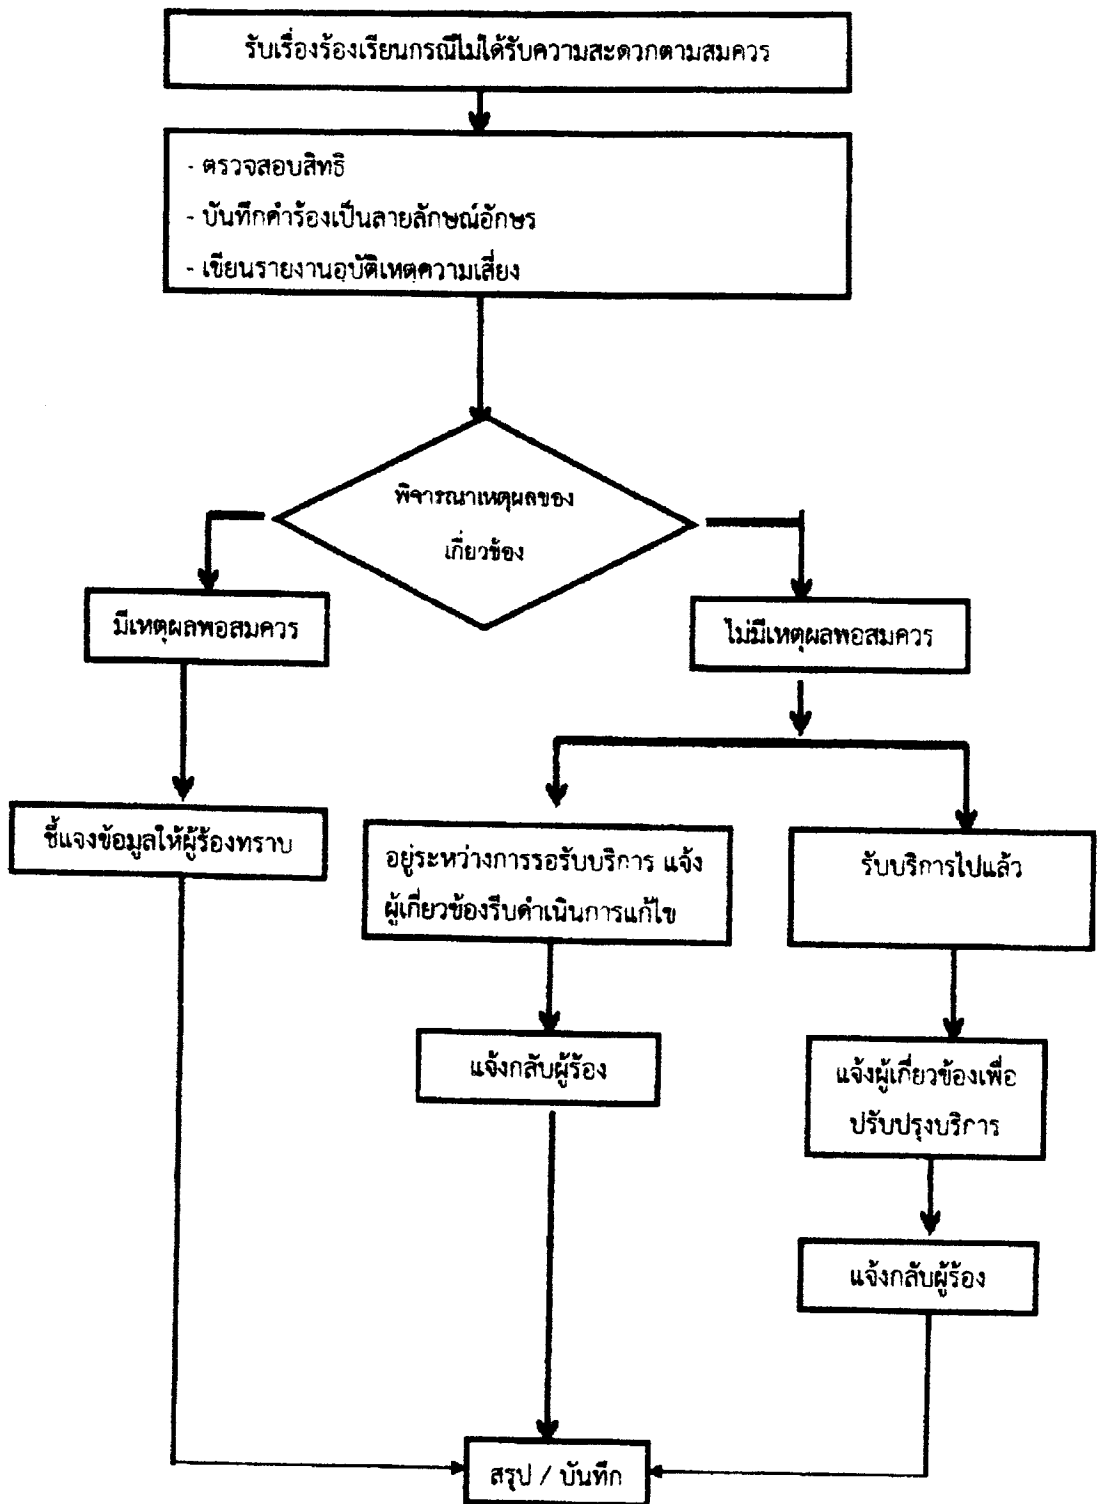 รับเรื่องร้องเรียนกรณีไม่ได้รับความสะดวกตามสมควร
- ตรวจสอบสิทธิ
- บันทึกคำร้องเป็นลายลักษณ์อักษร
- เขียนรายงานอุบัติเหตุความเสี่ยง
พิจารณาเหตุผลของ
เกี่ยวข้อง
มีเหตุผลพอสมควร
ไม่มีเหตุผลพอสมควร
ชี้แจงข้อมูลให้ผู้ร้องทราบ
อยู่ระหว่างการรอรับบริการ แจ้ง
ผู้เกี่ยวข้องรีบดำเนินการแก้ไข
รับบริการไปแล้ว
แจ้งกลับผู้ร้อง
แจ้งผู้เกี่ยวข้องเพื่อ
ปรับปรุงบริการ
แจ้งกลับผู้ร้อง
สรุป / บันทึก